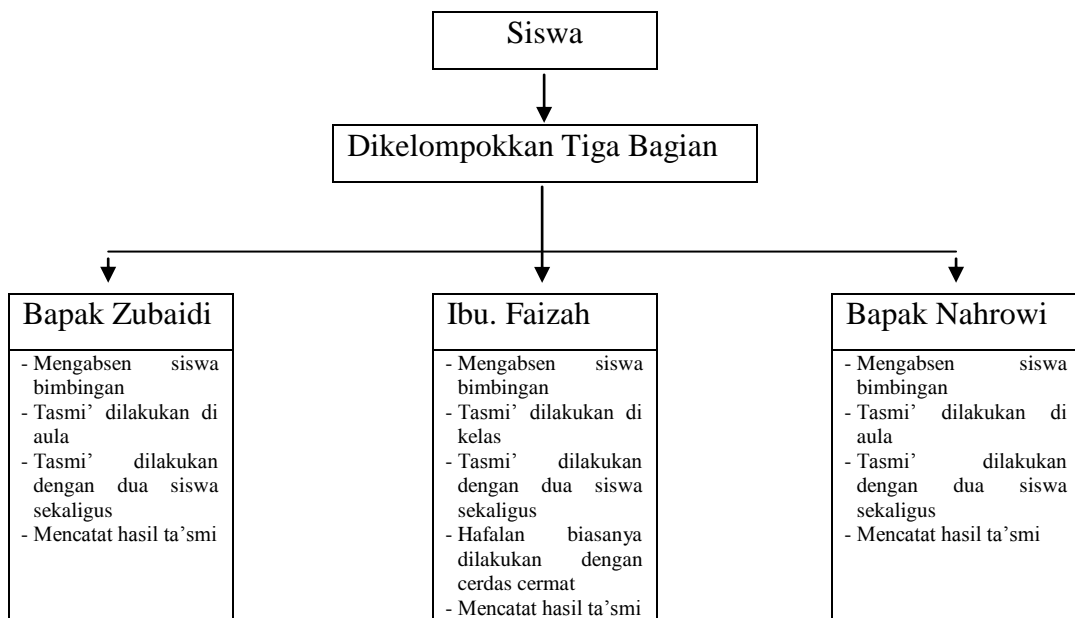 Siswa
Dikelompokkan Tiga Bagian
Bapak Zubaidi
- Mengabsen siswa
bimbingan
- Tasmi’ dilakukan di
aula
- Tasmi’ dilakukan
dengan dua siswa
sekaligus
- Mencatat hasil ta’smi
Ibu. Faizah
- Mengabsen siswa
bimbingan
- Tasmi’ dilakukan di
kelas
- Tasmi’ dilakukan
dengan dua siswa
sekaligus
- Hafalan biasanya
dilakukan dengan
cerdas cermat
- Mencatat hasil ta’smi
Bapak Nahrowi
- Mengabsen siswa
bimbingan
- Tasmi’ dilakukan di
aula
- Tasmi’ dilakukan
dengan dua siswa
sekaligus
- Mencatat hasil ta’smi